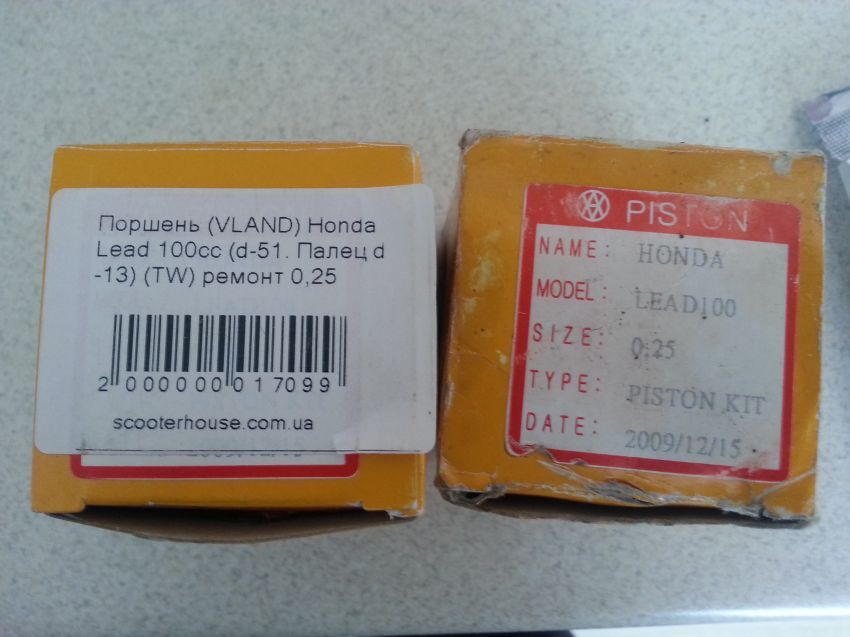 Поршень (VLAND) Honda
Lead 100cc (d-51. Палец d
-13) (TW) ремонт 0,25
2 000000 017099
scooterhouse.com.ua
PISTON
NAME: HONDA
MODEL: LEAD100
SIZE: 0.25
TYPE: PISTON KIT
DATE: 2009/12/15